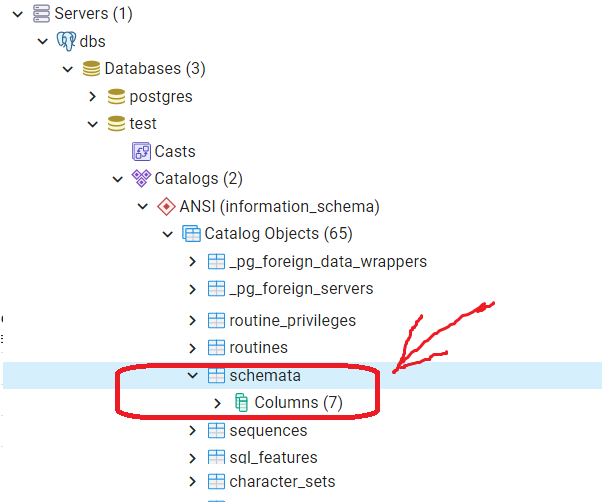 Servers (1)
dbs
Databases (3)
postgres
test
Casts
Catalogs (2)
ANSI (information_schema)
Catalog Objects (65)
_pg_foreign_data_wrappers
_pg_foreign_servers
routine_privileges
routines
schemata
Columns (7)
sequences
sql_features
character_sets